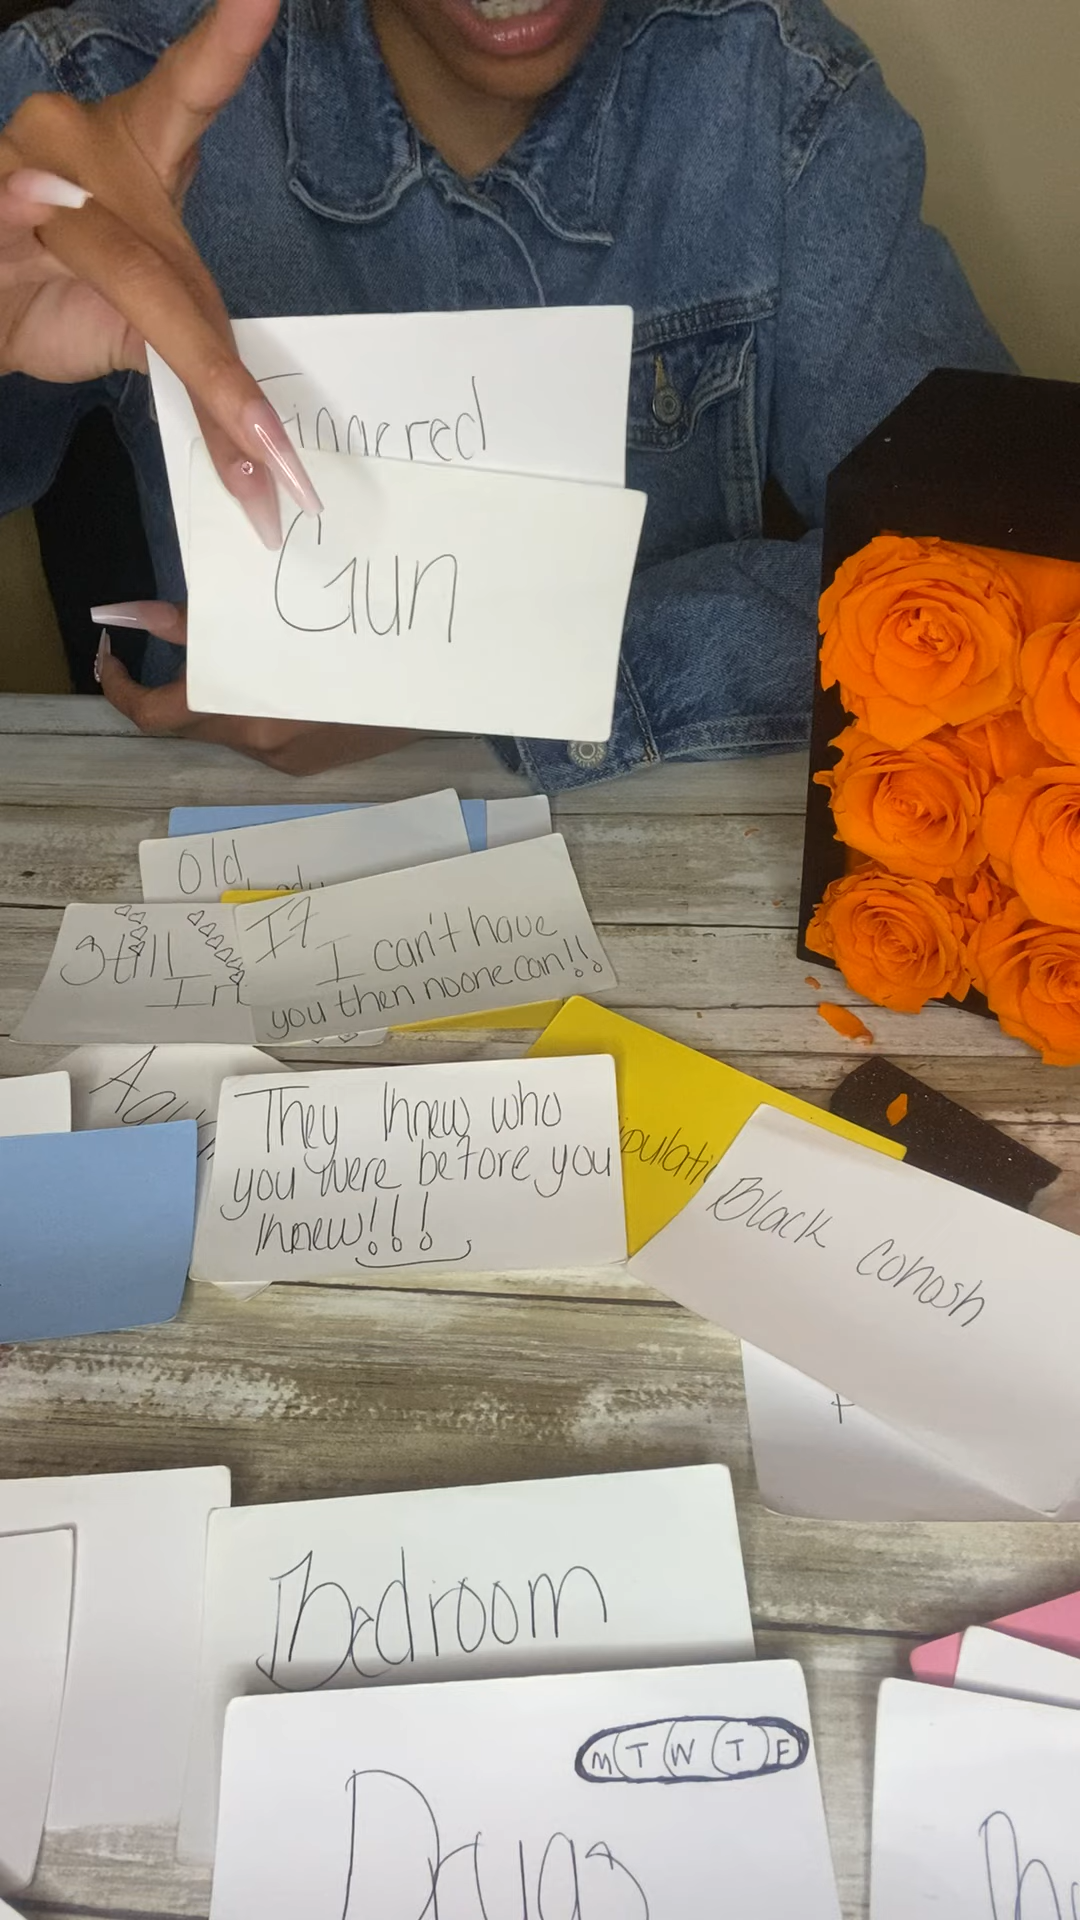 Fingered
Gun
Old
Still
In
If
I can't have
you then noone can!!
They knew who
you were before you
knew!!!
Black cohosh
Bedroom
M T W T F
Drugs